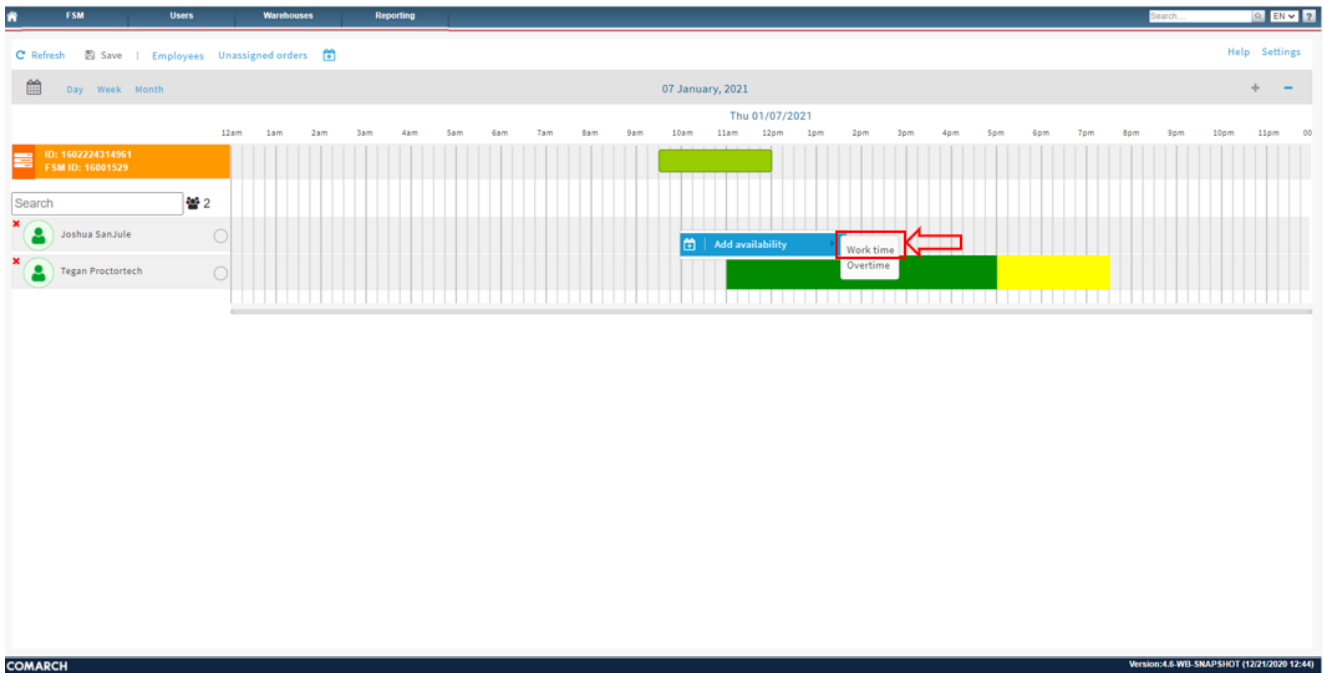 FSM Users Warehouses Reporting Search... EN ?
Refresh Save | Employees Unassigned orders Help Settings
Day Week Month 07 January, 2021 + -
Thu 01/07/2021
12am 1am 2am 3am 4am 5am 6am 7am 8am 9am 10am 11am 12pm 1pm 2pm 3pm 4pm 5pm 6pm 7pm 8pm 9pm 10pm 11pm 00
ID: 1602224314961
FSM ID: 16001529
Search 2
Joshua SanJule
Add availability
Work time
Overtime
Tegan Proctortech
COMARCH Version:4.6-WB-SNAPSHOT (12/21/2020 12:44)